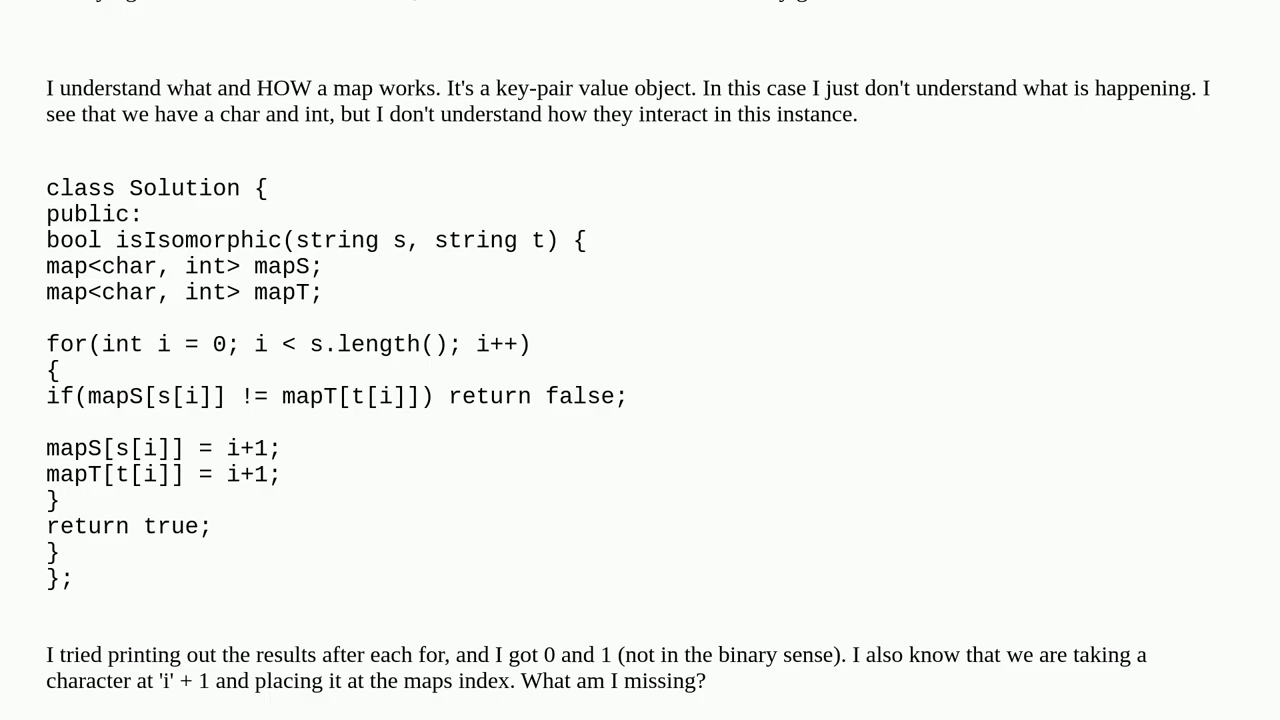 I understand what and HOW a map works. It's a key-pair value object. In this case I just don't understand what is happening. I
see that we have a char and int, but I don't understand how they interact in this instance.
class Solution {
public:
bool isIsomorphic(string s, string t) {
map<char, int> mapS;
map<char, int> mapT;
for(int i = 0; i < s.length(); i++)
{
if(mapS[s[i]] != mapT[t[i]]) return false;
mapS[s[i]] = i+1;
mapT[t[i]] = i+1;
}
return true;
}
};
I tried printing out the results after each for, and I got 0 and 1 (not in the binary sense). I also know that we are taking a
character at 'i' + 1 and placing it at the maps index. What am I missing?